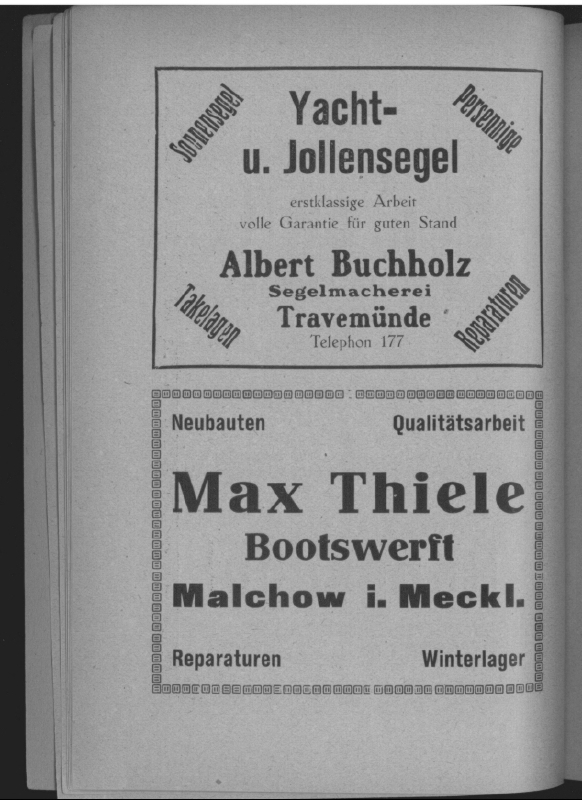 Sonnensegel
Persennige
Yacht-
u. Jollensegel
erstklassige Arbeit
volle Garantie für guten Stand
Albert Buchholz
Segelmacherei
Travemünde
Telephon 177
Takelagen
Reparaturen
Neubauten Qualitätsarbeit
Max Thiele
Bootswerft
Malchow i. Meckl.
Reparaturen Winterlager